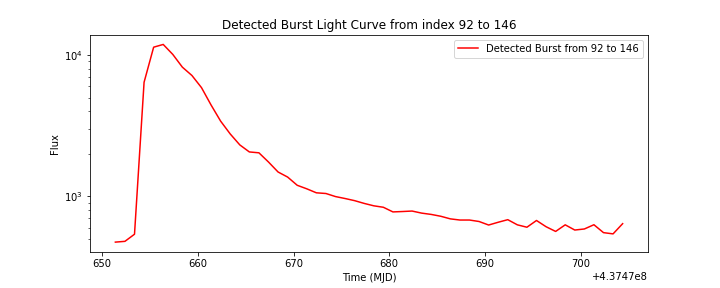 Detected Burst Light Curve from index 92 to 146
Detected Burst from 92 to 146
Flux
10⁴
10³
650 660 670 680 690 700
Time (MJD)
+4.3747e8